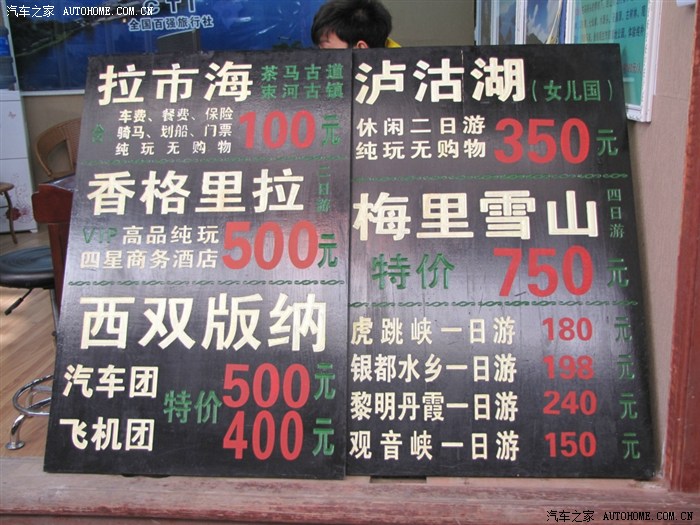 汽车之家 AUTOHOME.COM.CN
CTI
全国百强旅行社
拉市海 茶马古道
束河古镇
车费、餐费、保险
骑马、划船、门票
纯玩无购物
100元
香格里拉 二日游
VIP 高品纯玩
四星商务酒店
500元
西双版纳
汽车团
飞机团
特价
500元
400元
泸沽湖(女儿国)
休闲二日游
纯玩无购物
350元
梅里雪山 四日游
特价 750元
虎跳峡一日游 180元
银都水乡一日游 198元
黎明丹霞一日游 240元
观音峡一日游 150元
汽车之家 AUTOHOME.COM.CN